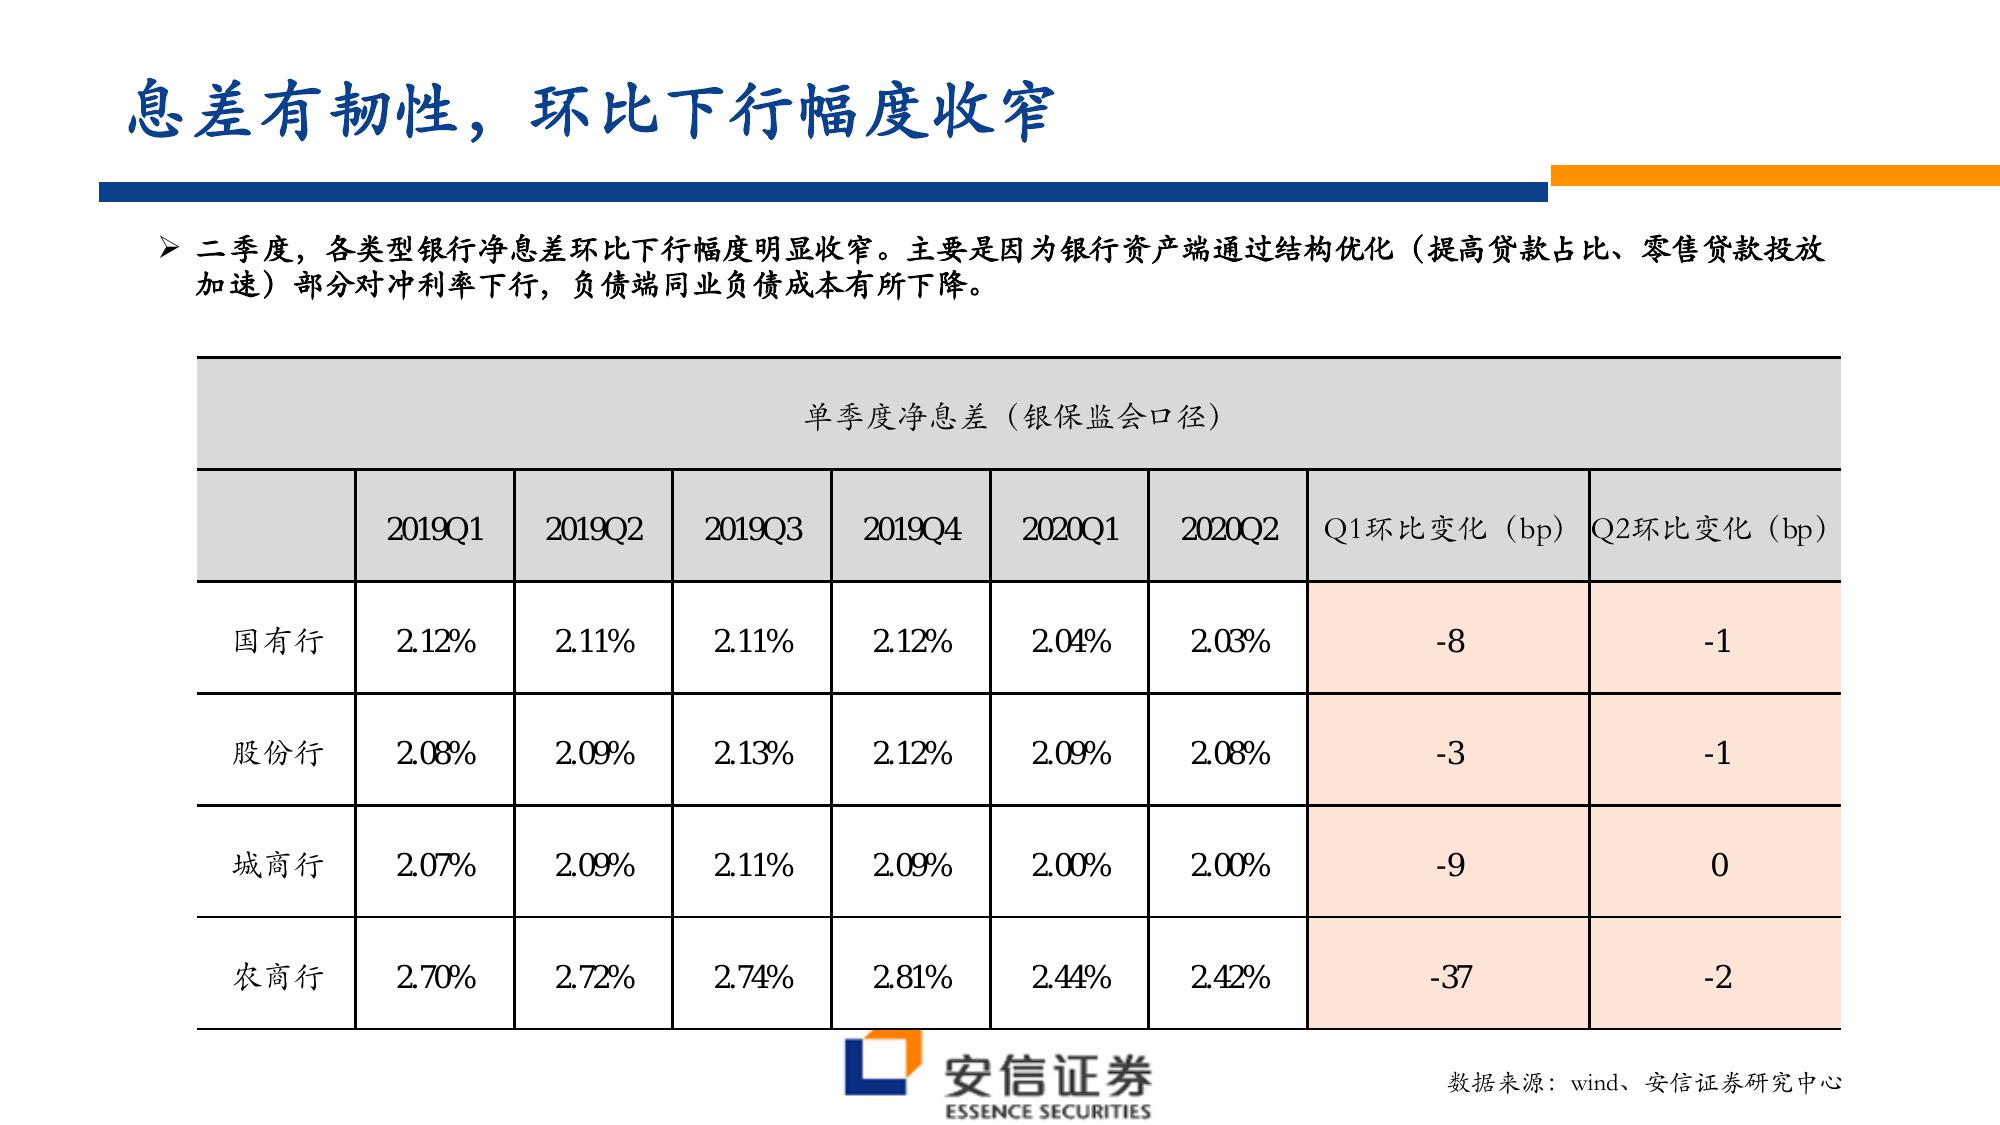 息差有韧性，环比下行幅度收窄
➢ 二季度，各类型银行净息差环比下行幅度明显收窄。主要是因为银行资产端通过结构优化（提高贷款占比、零售贷款投放
加速）部分对冲利率下行，负债端同业负债成本有所下降。
单季度净息差（银保监会口径）
2019Q1 2019Q2 2019Q3 2019Q4 2020Q1 2020Q2 Q1环比变化（bp） Q2环比变化（bp）
国有行 2.12% 2.11% 2.11% 2.12% 2.04% 2.03% -8 -1
股份行 2.08% 2.09% 2.13% 2.12% 2.09% 2.08% -3 -1
城商行 2.07% 2.09% 2.11% 2.09% 2.00% 2.00% -9 0
农商行 2.70% 2.72% 2.74% 2.81% 2.44% 2.42% -37 -2
安信证券
ESSENCE SECURITIES
数据来源：wind、安信证券研究中心